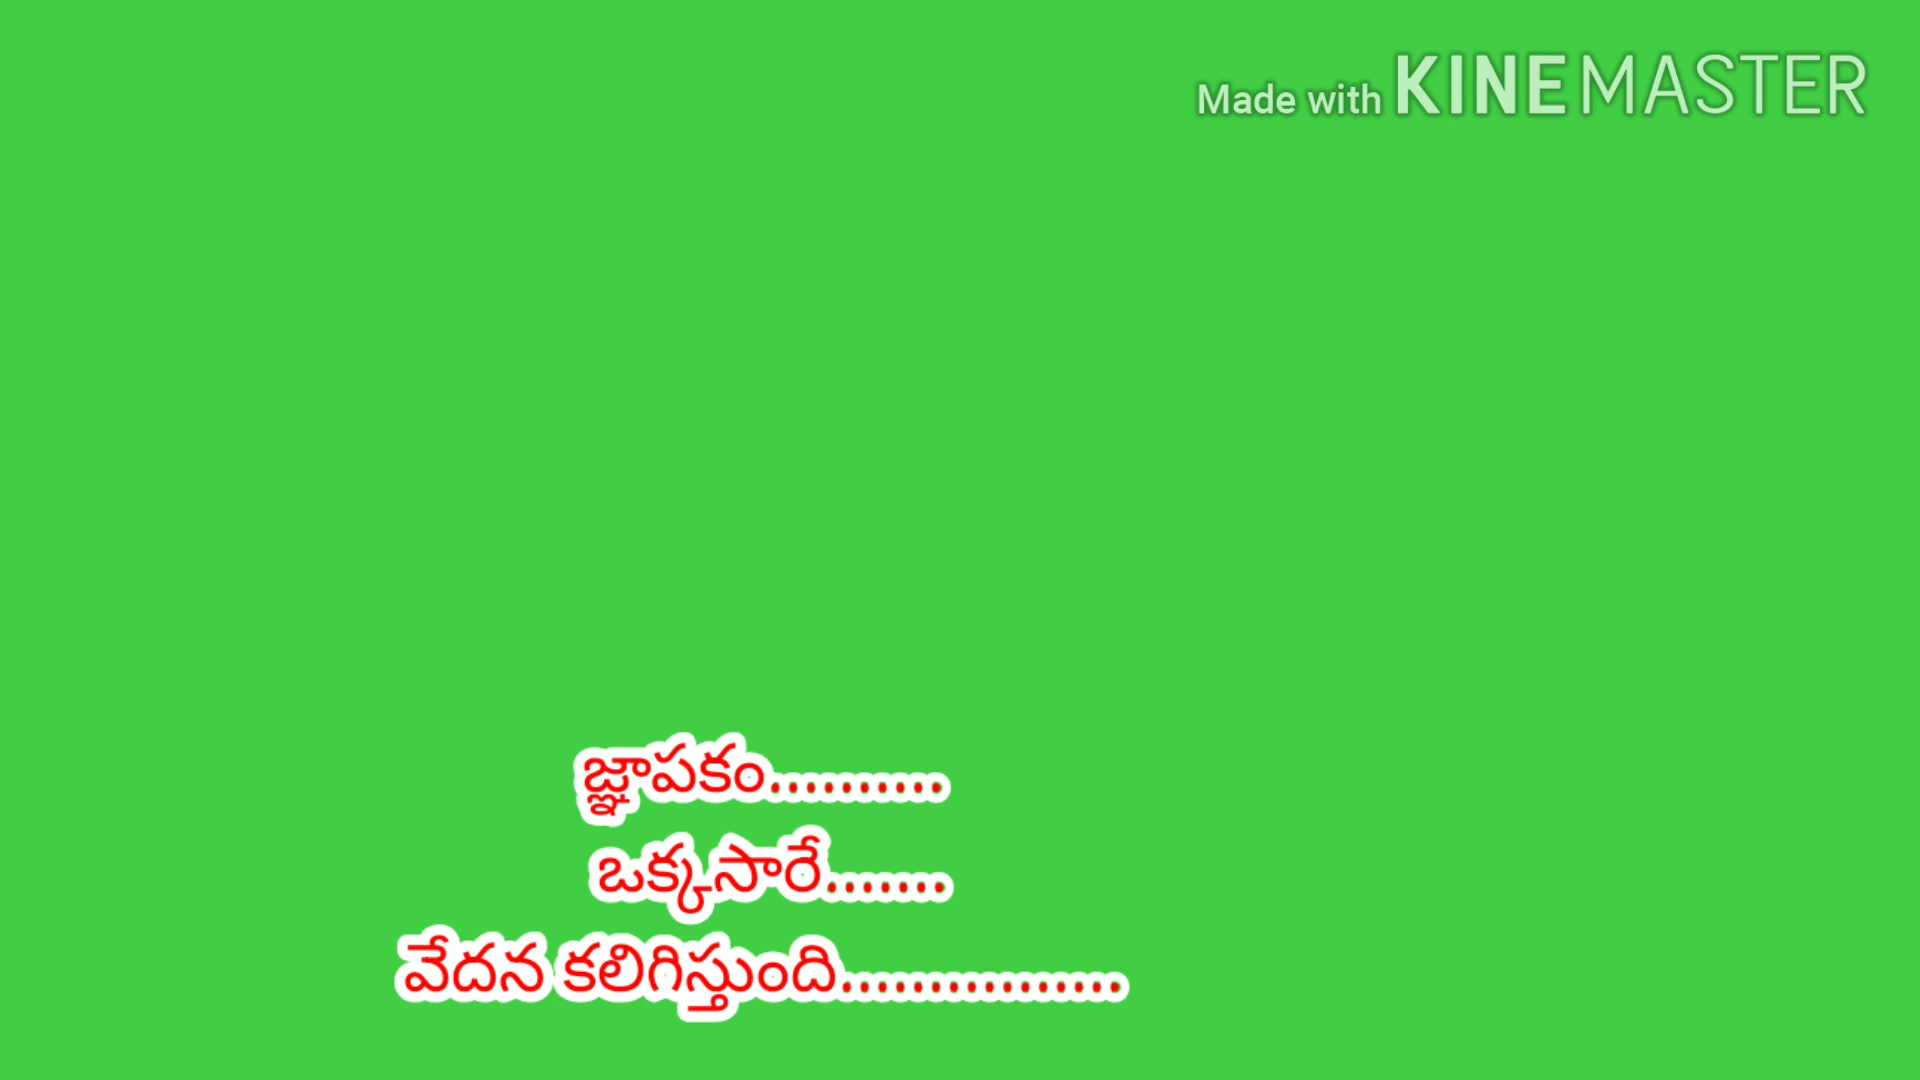 Made with KINEMASTER
జ్ఞాపకం..........
ఒక్కసారే.......
వేదన కలిగిస్తుంది................